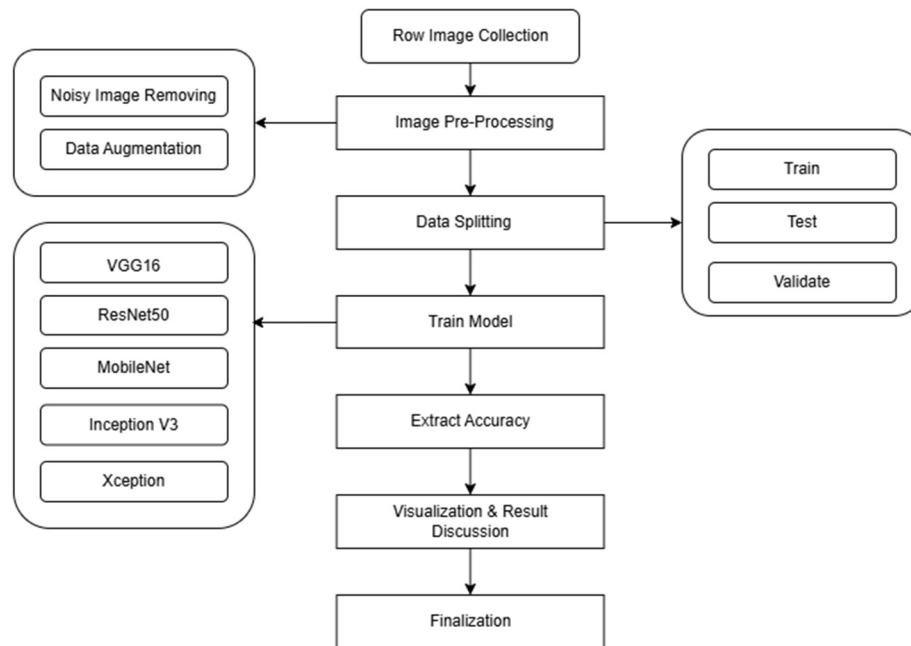 Row Image Collection
Noisy Image Removing
Data Augmentation
Image Pre-Processing
Data Splitting
Train
Test
Validate
VGG16
ResNet50
MobileNet
Inception V3
Xception
Train Model
Extract Accuracy
Visualization & Result
Discussion
Finalization